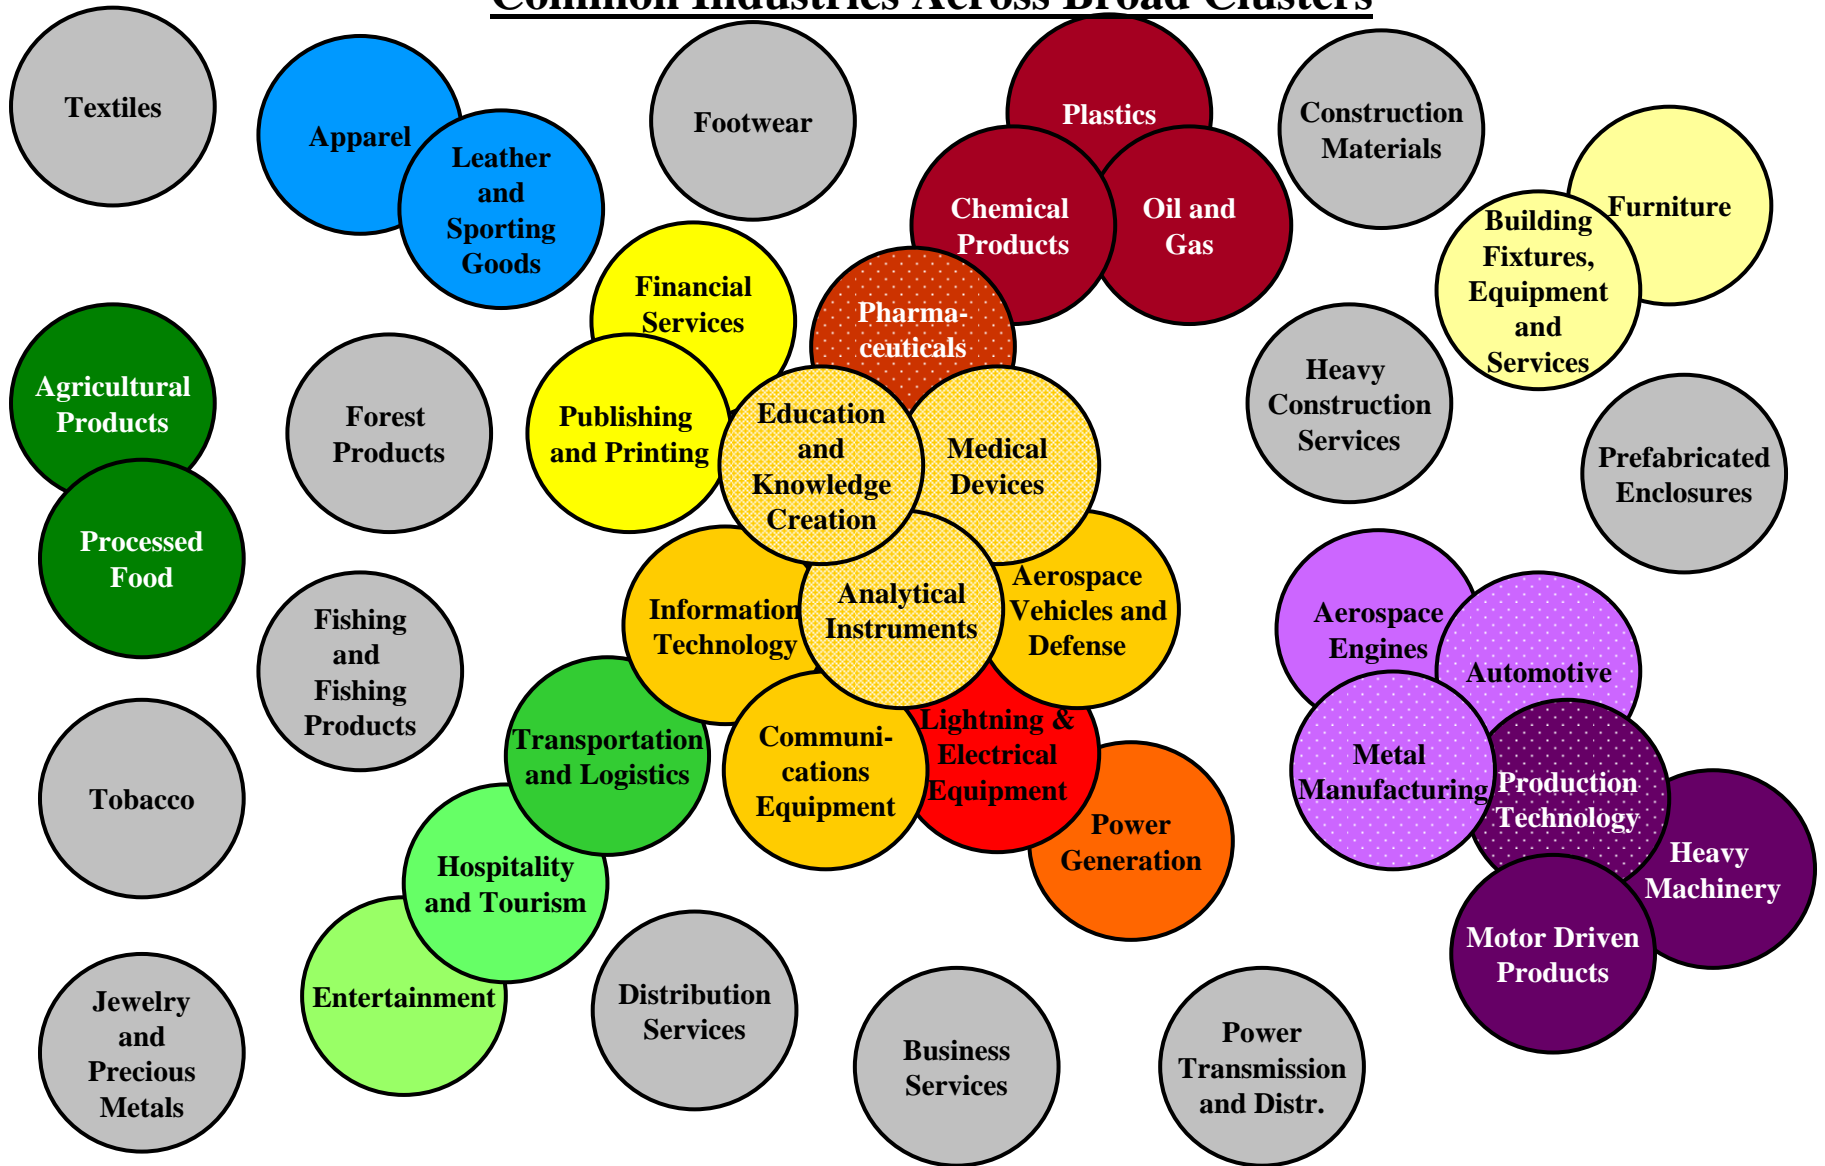 Common Industries Across Broad Clusters
Textiles
Apparel
Leather
and
Sporting
Goods
Footwear
Plastics
Chemical
Products
Oil and
Gas
Construction
Materials
Furniture
Building
Fixtures,
Equipment
and
Services
Financial
Services
Publishing
and Printing
Pharma-
ceuticals
Agricultural
Products
Processed
Food
Forest
Products
Education
and
Knowledge
Creation
Medical
Devices
Heavy
Construction
Services
Prefabricated
Enclosures
Fishing
and
Fishing
Products
Information
Technology
Analytical
Instruments
Aerospace
Vehicles and
Defense
Aerospace
Engines
Automotive
Tobacco
Transportation
and Logistics
Communi-
cations
Equipment
Lightning &
Electrical
Equipment
Power
Generation
Metal
Manufacturing
Production
Technology
Heavy
Machinery
Motor Driven
Products
Hospitality
and Tourism
Entertainment
Jewelry
and
Precious
Metals
Distribution
Services
Business
Services
Power
Transmission
and Distr.